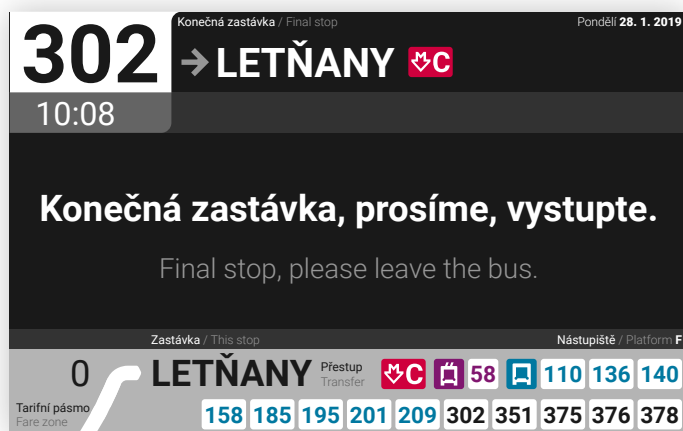 302
Konečná zastávka / Final stop
Pondělí 28. 1. 2019
→ LETŇANY C
10:08
Konečná zastávka, prosíme, vystupte.
Final stop, please leave the bus.
Zastávka / This stop
Nástupiště / Platform F
0
LETŇANY
Přestup
Transfer
C 58 110 136 140
Tarifní pásmo
Fare zone
158 185 195 201 209 302 351 375 376 378